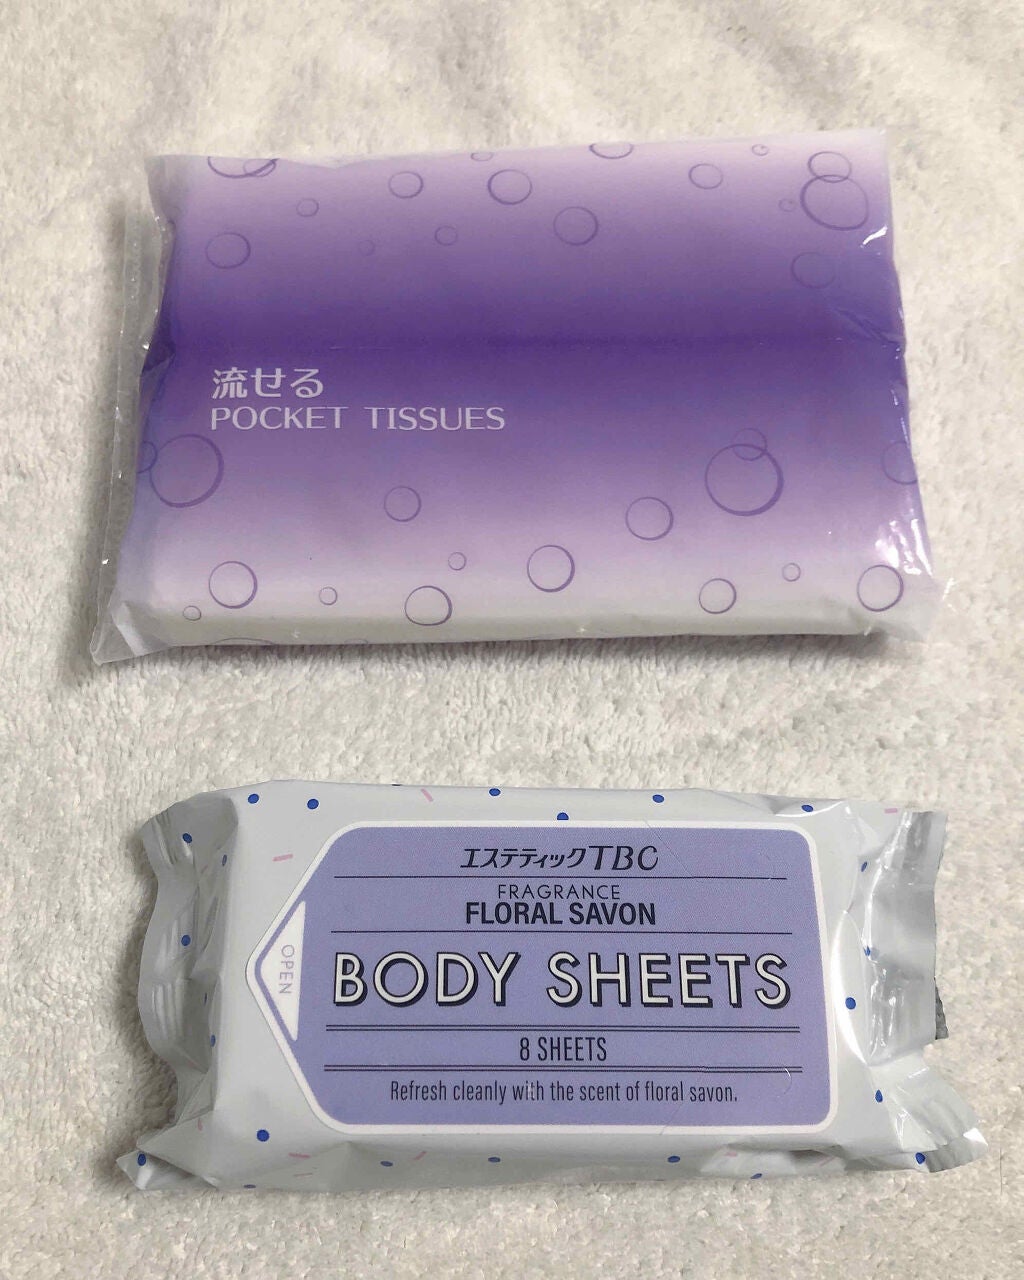 流せる
POCKET TISSUES
エステティックTBC
FRAGRANCE
FLORAL SAVON
OPEN
BODY SHEETS
8 SHEETS
Refresh cleanly with the scent of floral savon.